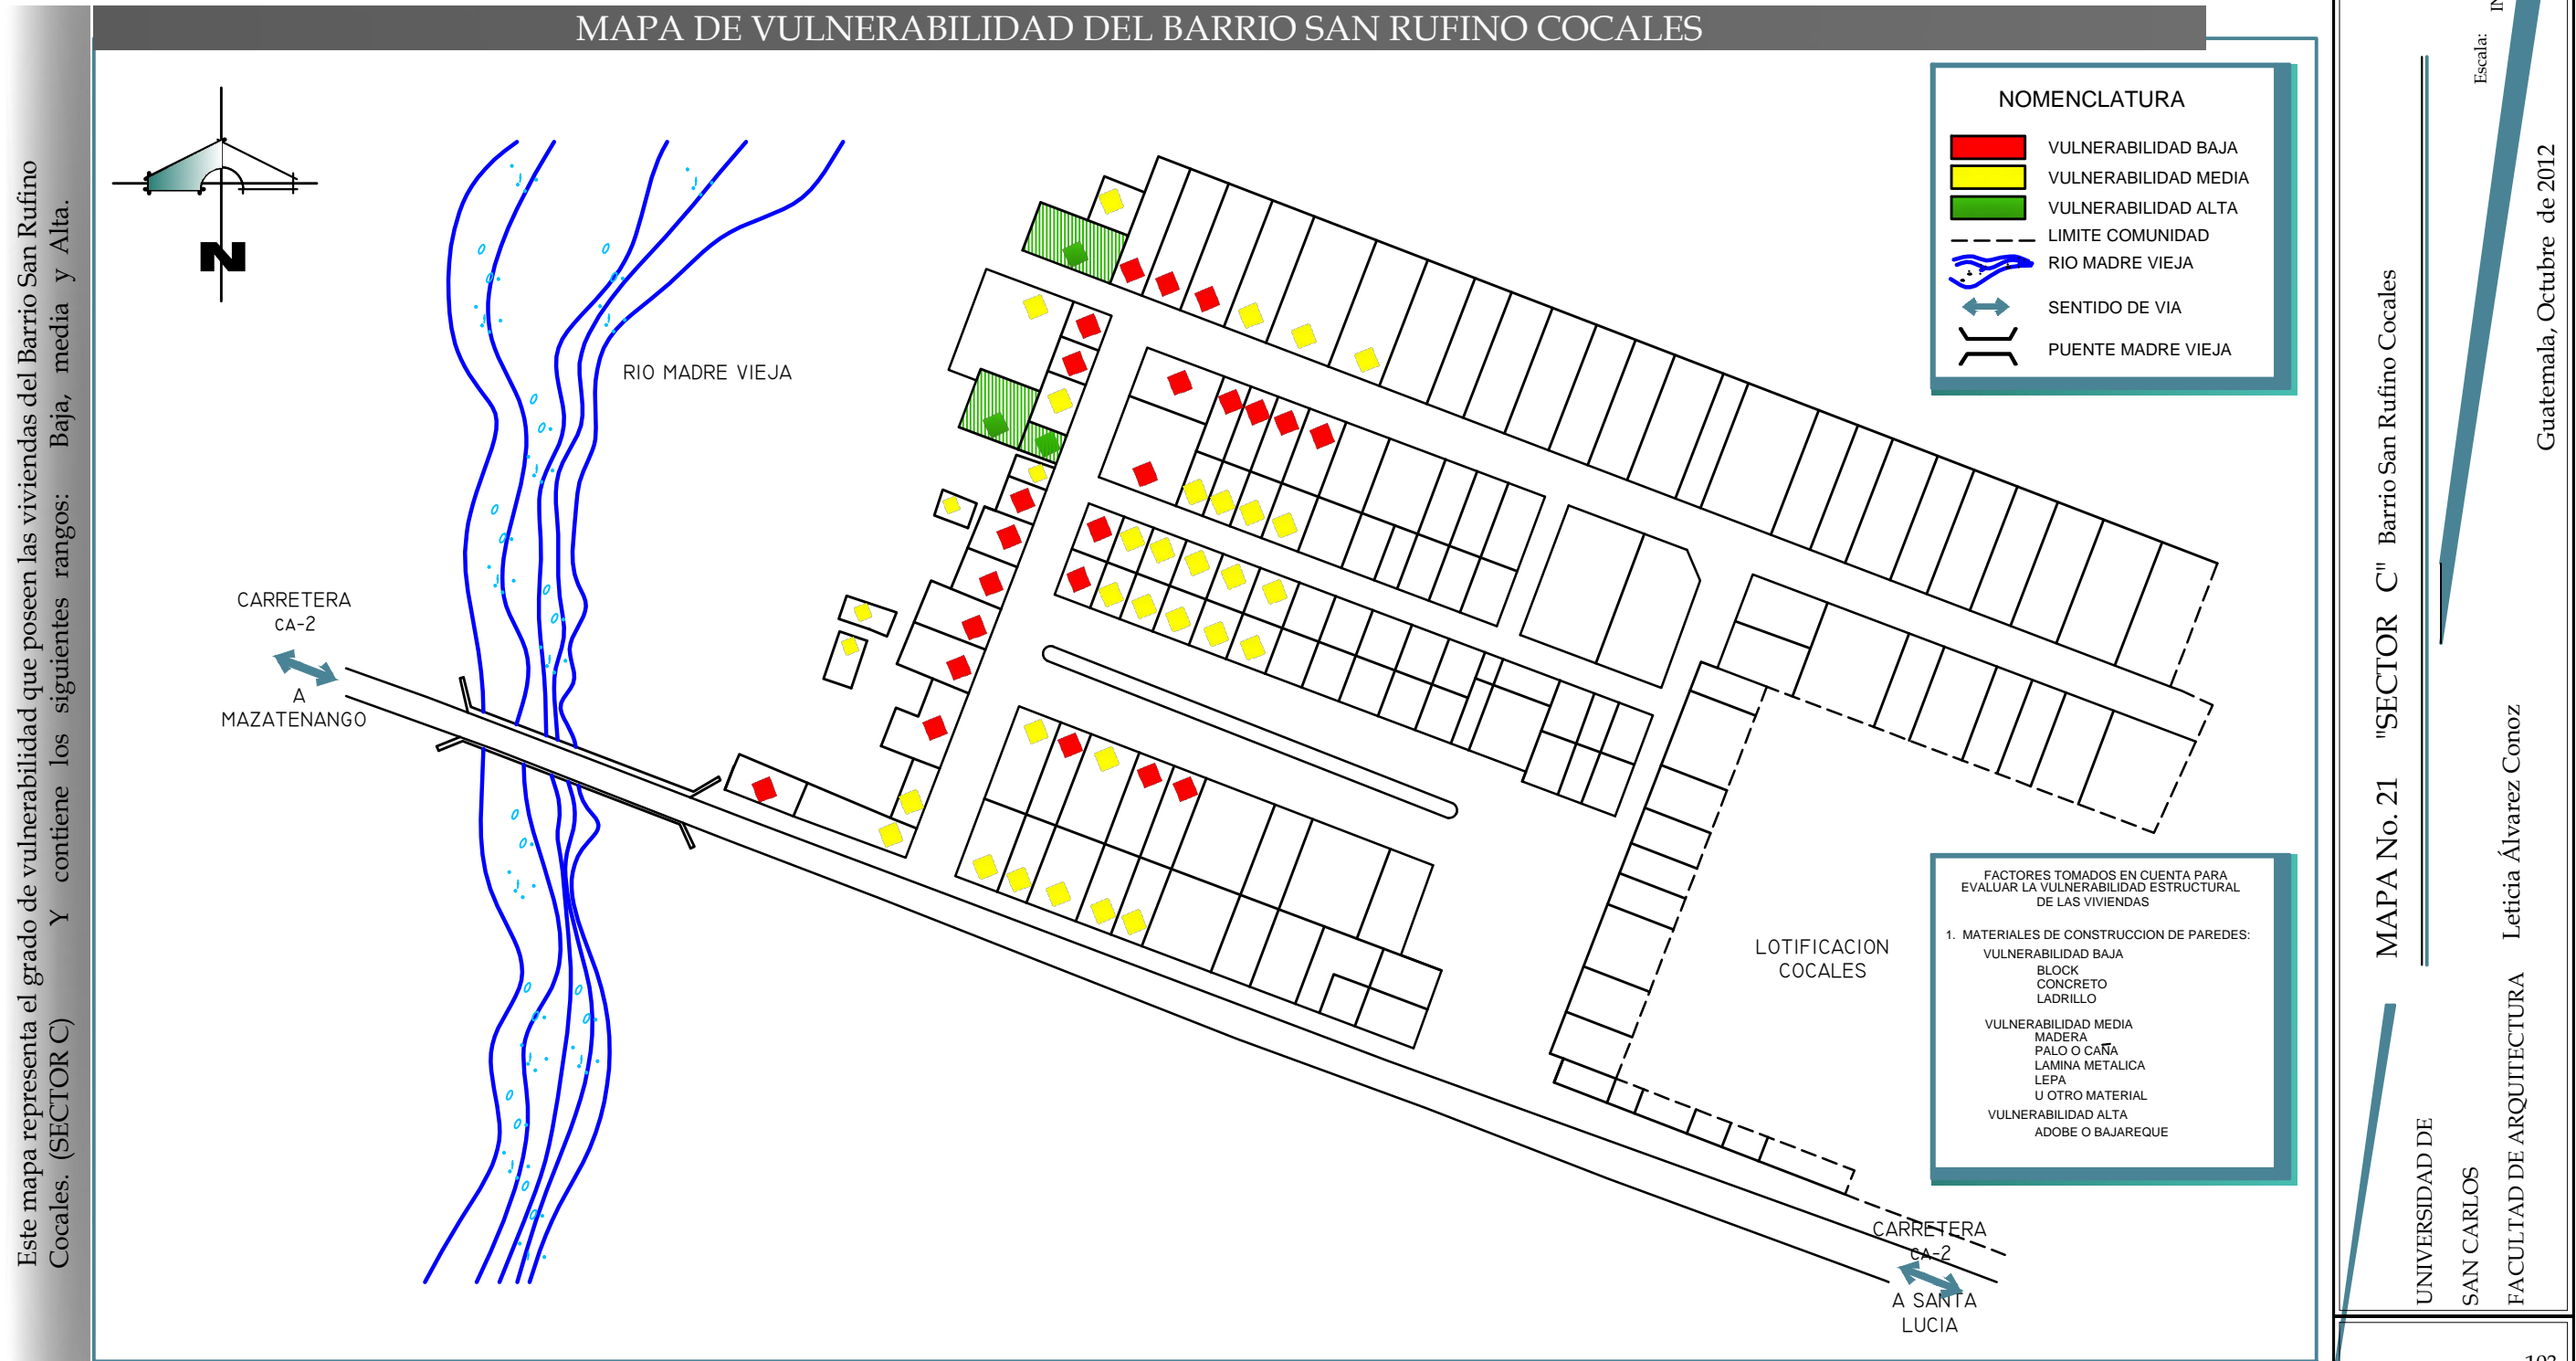 MAPA DE VULNERABILIDAD DEL BARRIO SAN RUFINO COCALES
Este mapa representa el grado de vulnerabilidad que poseen las viviendas del Barrio San Rufino
Cocales. (SECTOR C) Y contiene los siguientes rangos: Baja, media y Alta.
N
RIO MADRE VIEJA
CARRETERA
CA-2
A
MAZATENANGO
LOTIFICACION
COCALES
CARRETERA
CA-2
A SANTA
LUCIA
NOMENCLATURA
VULNERABILIDAD BAJA
VULNERABILIDAD MEDIA
VULNERABILIDAD ALTA
LIMITE COMUNIDAD
RIO MADRE VIEJA
SENTIDO DE VIA
PUENTE MADRE VIEJA
FACTORES TOMADOS EN CUENTA PARA
EVALUAR LA VULNERABILIDAD ESTRUCTURAL
DE LAS VIVIENDAS
1. MATERIALES DE CONSTRUCCION DE PAREDES:
VULNERABILIDAD BAJA
BLOCK
CONCRETO
LADRILLO
VULNERABILIDAD MEDIA
MADERA
PALO O CAÑA
LAMINA METALICA
LEPA
U OTRO MATERIAL
VULNERABILIDAD ALTA
ADOBE O BAJAREQUE
MAPA No. 21 "SECTOR C" Barrio San Rufino Cocales
Escala:
UNIVERSIDAD DE
SAN CARLOS
FACULTAD DE ARQUITECTURA Leticia Álvarez Conoz
Guatemala, Octubre de 2012